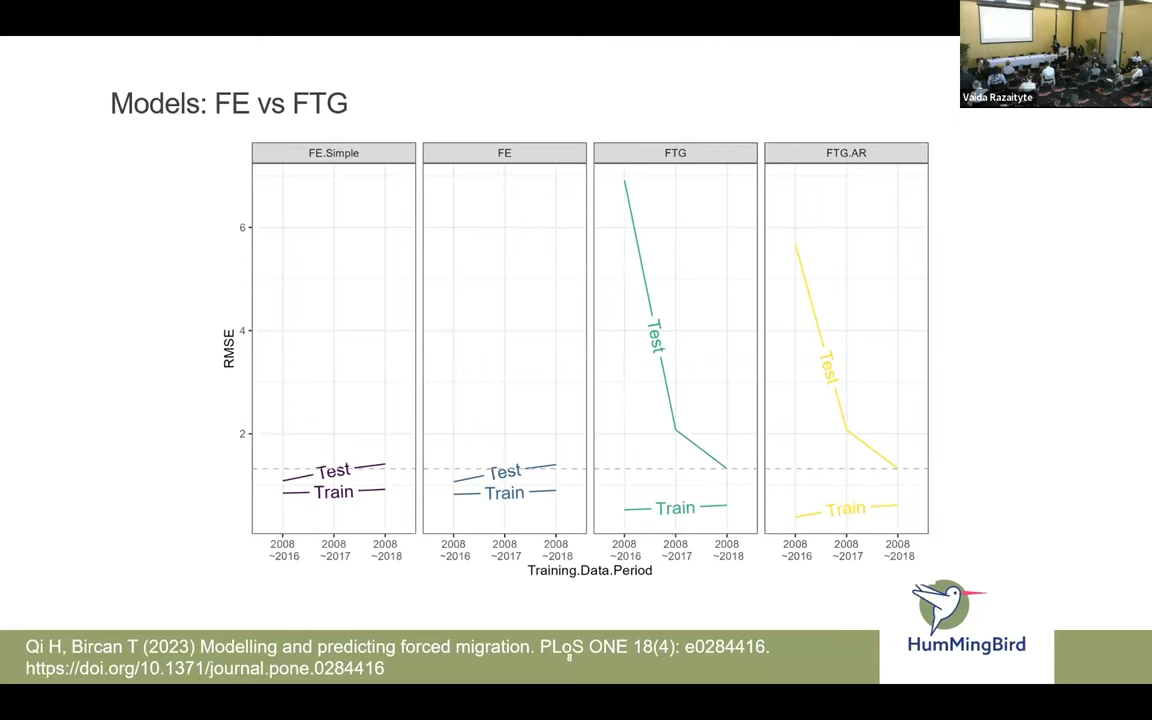 Vaida Razaityte
Models: FE vs FTG
FE.Simple
FE
FTG
FTG.AR
RMSE
6
4
2
Test
Train
Test
Train
Test
Train
Test
Train
2008
~2016
2008
~2017
2008
~2018
2008
~2016
2008
~2017
2008
~2018
2008
~2016
2008
~2017
2008
~2018
2008
~2016
2008
~2017
2008
~2018
Training.Data.Period
HumMingBird
Qi H, Bircan T (2023) Modelling and predicting forced migration. PLoS ONE 18(4): e0284416.
https://doi.org/10.1371/journal.pone.0284416
8